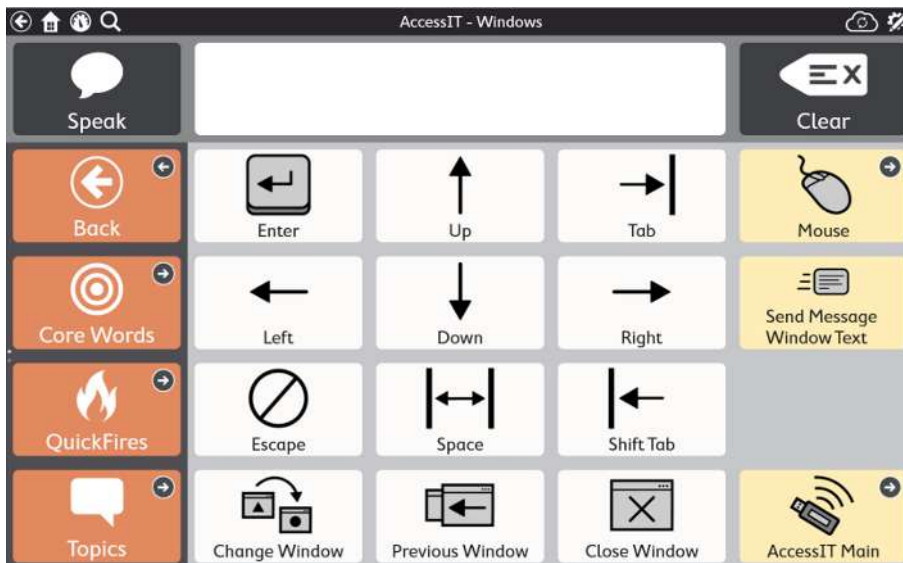 AccessIT - Windows
Speak
Clear
Back
Enter
Up
Tab
Mouse
Core Words
Left
Down
Right
Send Message
Window Text
QuickFires
Escape
Space
Shift Tab
Topics
Change Window
Previous Window
Close Window
AccessIT Main